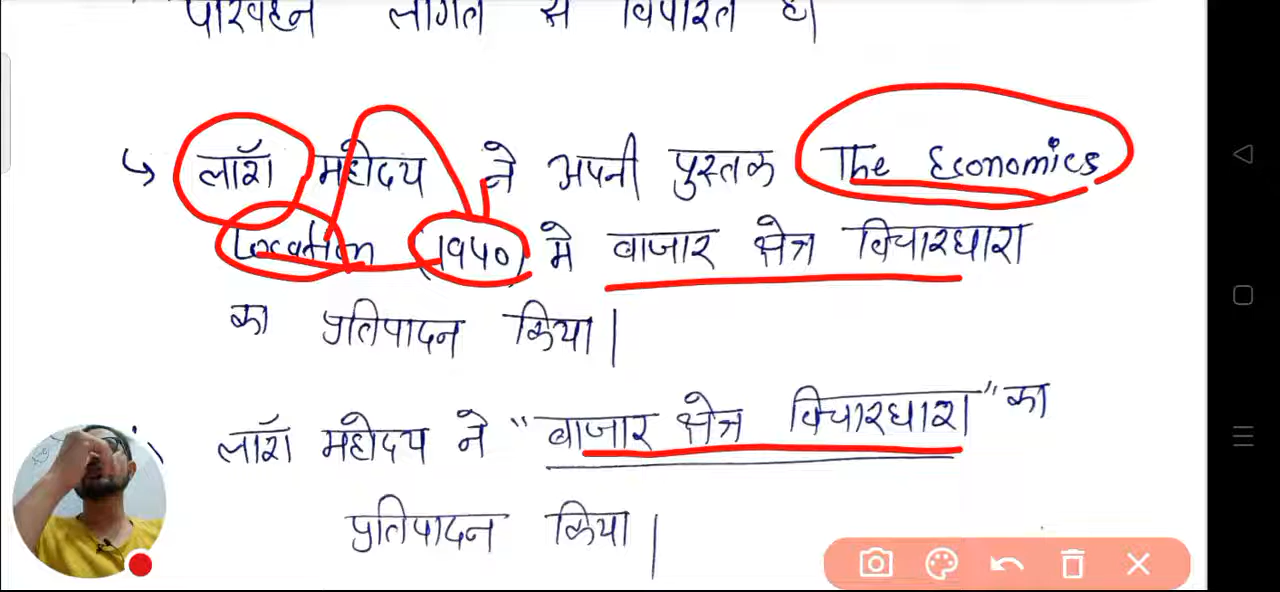 परिवहन लागत से विपरित है।
↳ लॉश महोदय ने अपनी पुस्तक The Economics
Location (१९५०) मे बाजार क्षेत्र विचारधारा
का प्रतिपादन किया|
लॉश महोदय ने "बाजार क्षेत्र विचारधारा" का
प्रतिपादन किया|